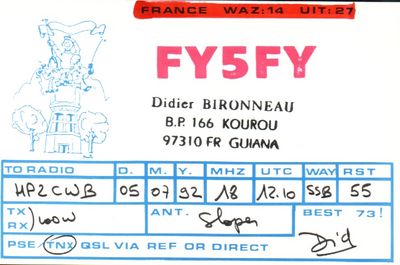 FRANCE WAZ:14 UIT:27
FY5FY
Didier BIRONNEAU
B.P. 166 KOUROU
97310 FR GUIANA
TO RADIO D. M. Y. MHZ UTC WAY RST
HP2CWB 05 07 92 18 12.10 SSB 55
TX) RX) 100W ANT. Sloper BEST 73!
PSE TNX QSL VIA REF OR DIRECT Did